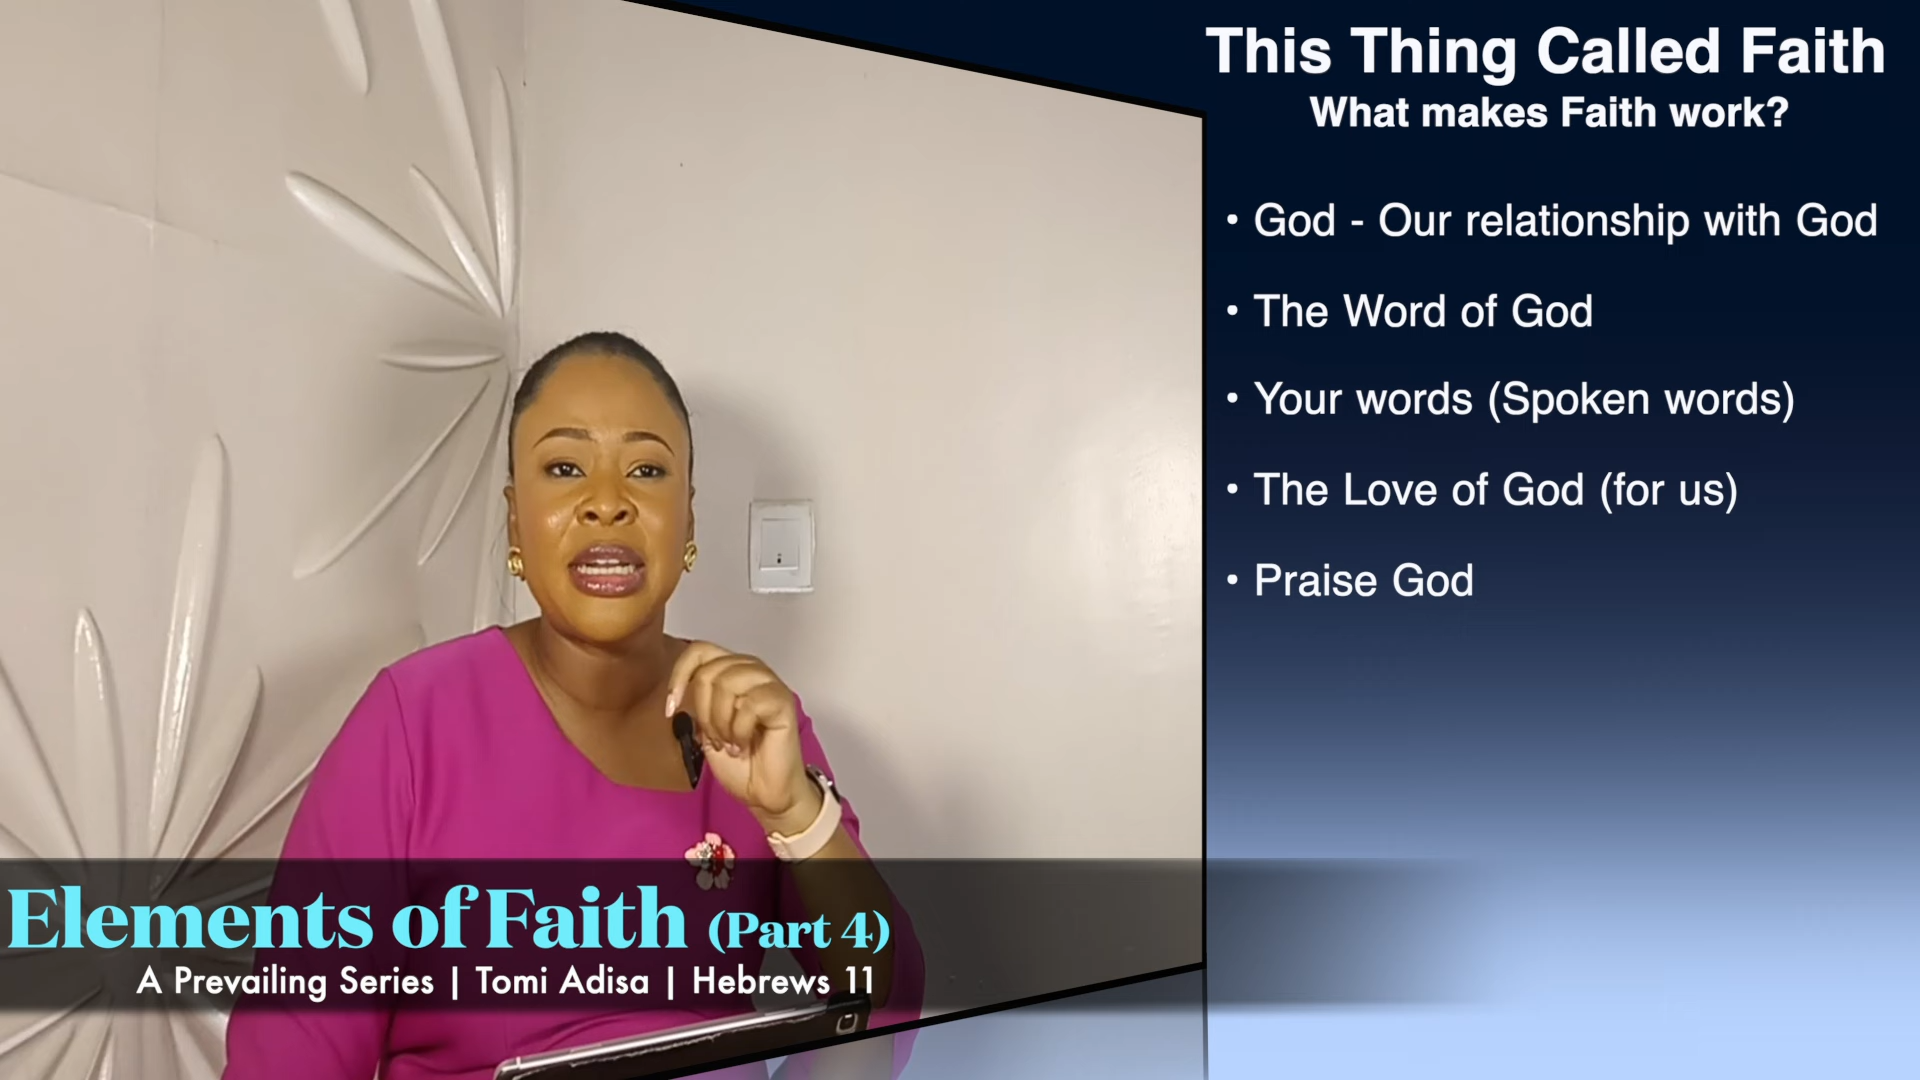 This Thing Called Faith
What makes Faith work?
• God - Our relationship with God
• The Word of God
• Your words (Spoken words)
• The Love of God (for us)
• Praise God
Elements of Faith (Part 4)
A Prevailing Series | Tomi Adisa | Hebrews 11